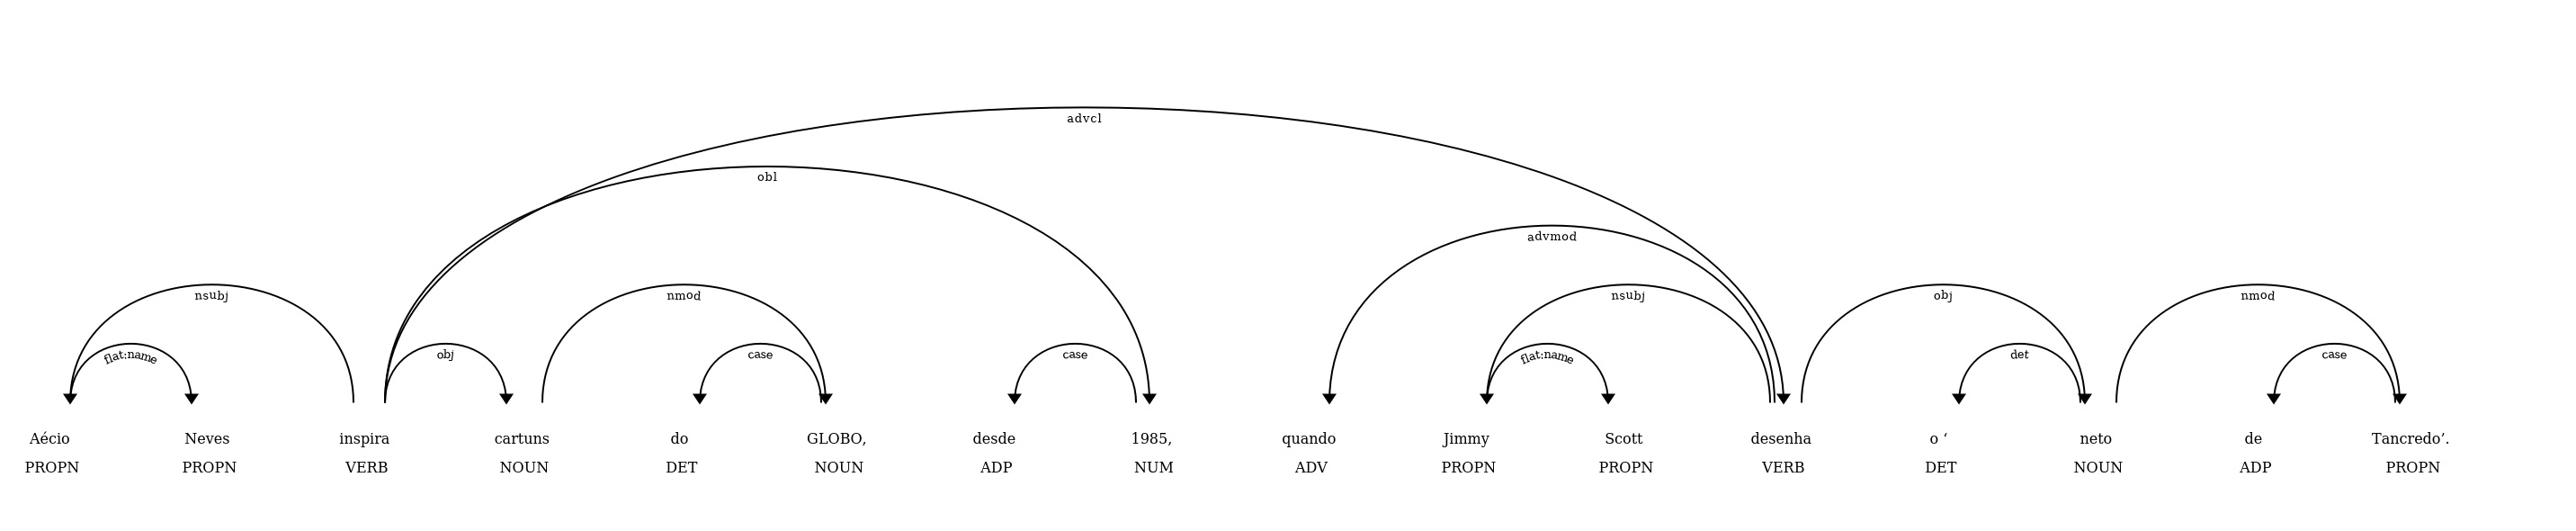 advcl
obl
advmod
nsubj nmod nsubj obj nmod
flat:name obj case case flat:name det case
Aécio Neves inspira cartuns do GLOBO, desde 1985, quando Jimmy Scott desenha o ‘ neto de Tancredo’.
PROPN PROPN VERB NOUN DET NOUN ADP NUM ADV PROPN PROPN VERB DET NOUN ADP PROPN